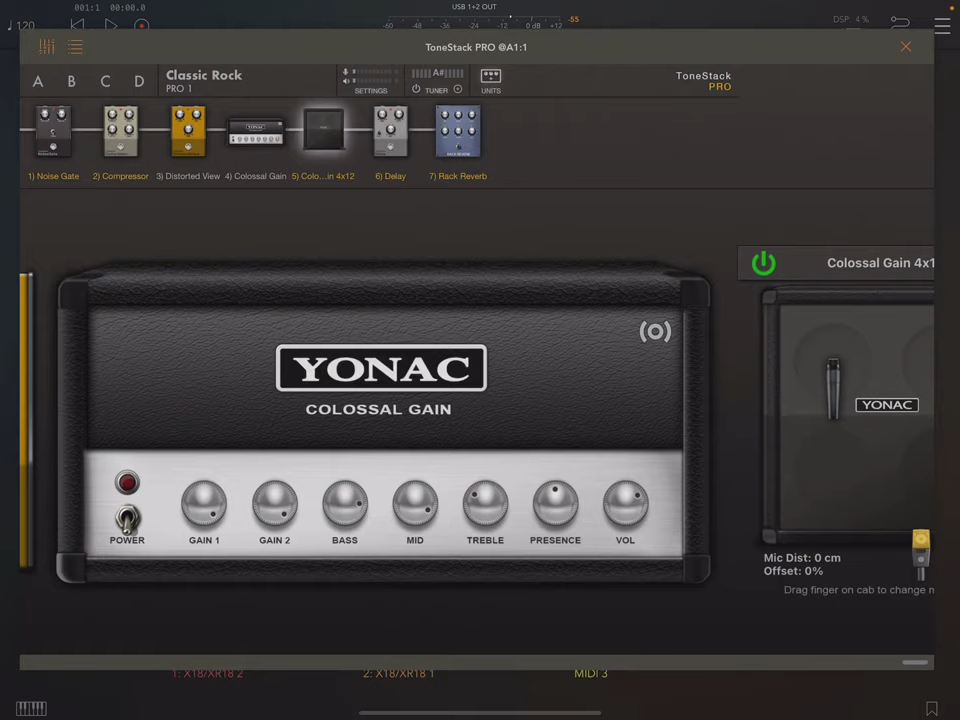 USB 1+2 OUT
120
001:1 00:00.0
-60 -48 -36 -24 -12 0 dB +12
-55
DSP 4 %
ToneStack PRO @A1:1
A B C D
Classic Rock
PRO 1
SETTINGS
A#
TUNER
UNITS
ToneStack
PRO
1) Noise Gate 2) Compressor 3) Distorted View 4) Colossal Gain 5) Colo...in 4x12 6) Delay 7) Rack Reverb
Colossal Gain 4x1
YONAC
COLOSSAL GAIN
YONAC
POWER GAIN 1 GAIN 2 BASS MID TREBLE PRESENCE VOL
Mic Dist: 0 cm
Offset: 0%
Drag finger on cab to change m
1: X18/XR18 2 2: X18/XR18 1 MIDI 3